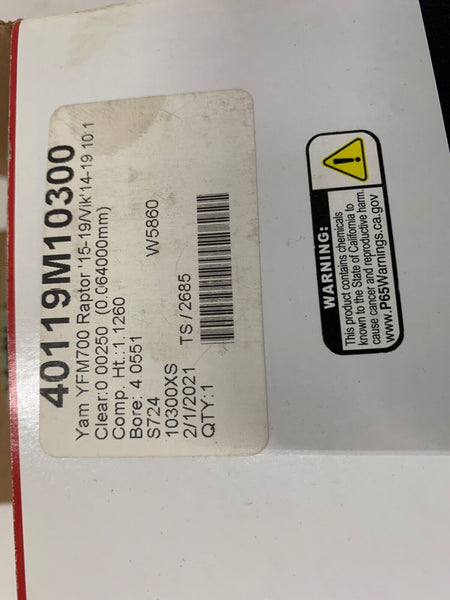 40119M10300
Yam YFM700 Raptor '15-19/Vik'14-19 10:1
Clear:0 00250 (0.064000mm)
Comp. Ht.:1.1260
Bore: 4.0551
S724 W5860
10300XS
2/1/2021 TS / 2685
QTY:1
WARNING:
This product contains chemicals
known to the State of California to
cause cancer and reproductive harm.
www.P65Warnings.ca.gov